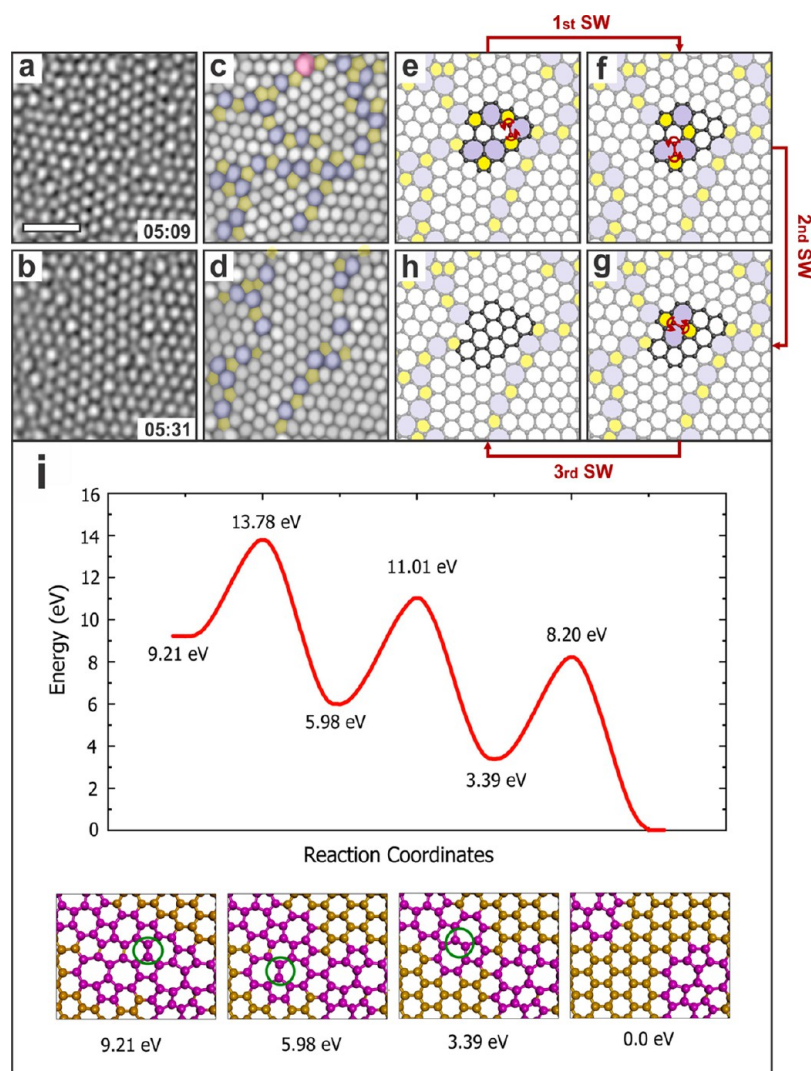 1st SW
a
c
e
f
05:09
2nd SW
b
d
h
g
05:31
3rd SW
i
16
14
12
10
8
6
4
2
0
Energy (eV)
13.78 eV
11.01 eV
9.21 eV
8.20 eV
5.98 eV
3.39 eV
Reaction Coordinates
9.21 eV
5.98 eV
3.39 eV
0.0 eV